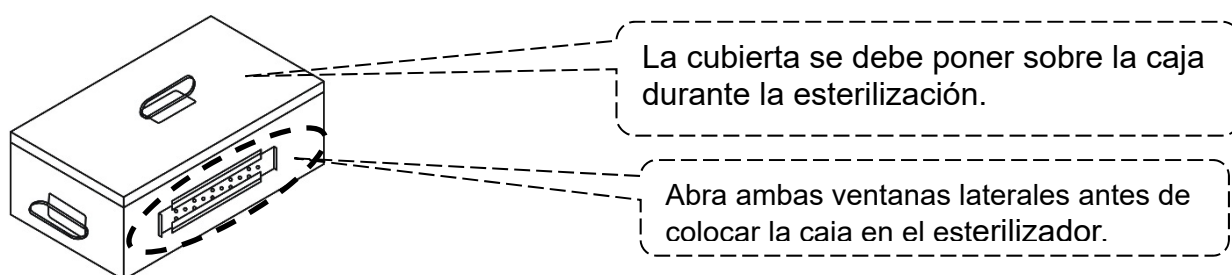 La cubierta se debe poner sobre la caja
durante la esterilización.
Abra ambas ventanas laterales antes de
colocar la caja en el esterilizador.